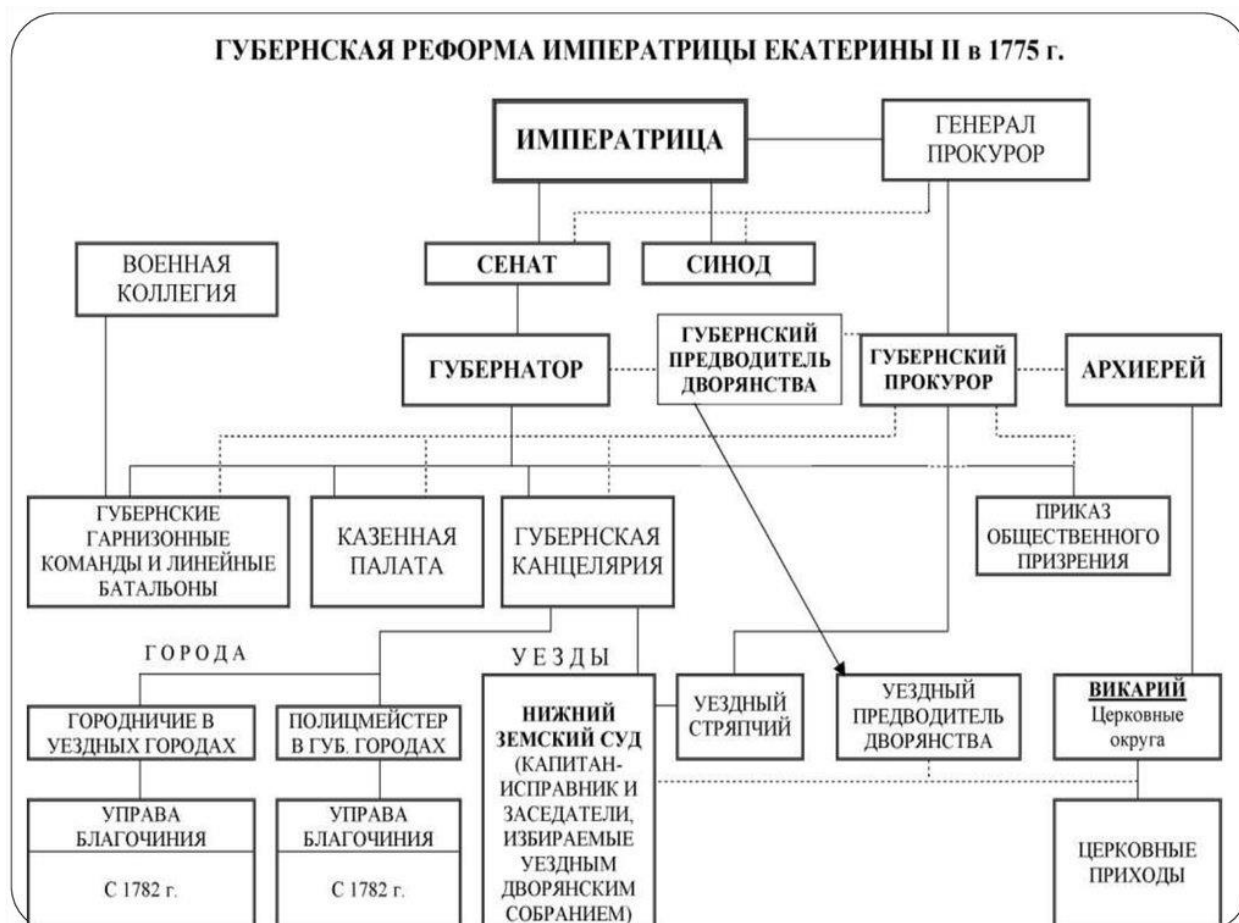 ГУБЕРНСКАЯ РЕФОРМА ИМПЕРАТРИЦЫ ЕКАТЕРИНЫ II в 1775 г.
ИМПЕРАТРИЦА
ГЕНЕРАЛ
ПРОКУРОР
ВОЕННАЯ
КОЛЛЕГИЯ
СЕНАТ
СИНОД
ГУБЕРНАТОР
ГУБЕРНСКИЙ
ПРЕДВОДИТЕЛЬ
ДВОРЯНСТВА
ГУБЕРНСКИЙ
ПРОКУРОР
АРХИЕРЕЙ
ГУБЕРНСКИЕ
ГАРНИЗОННЫЕ
КОМАНДЫ И ЛИНЕЙНЫЕ
БАТАЛЬОНЫ
КАЗЕННАЯ
ПАЛАТА
ГУБЕРНСКАЯ
КАНЦЕЛЯРИЯ
ПРИКАЗ
ОБЩЕСТВЕННОГО
ПРИЗРЕНИЯ
ГОРОДА
УЕЗДЫ
ГОРОДНИЧИЕ В
УЕЗДНЫХ ГОРОДАХ
ПОЛИЦМЕЙСТЕР
В ГУБ. ГОРОДАХ
НИЖНИЙ
ЗЕМСКИЙ СУД
(КАПИТАН-
ИСПРАВНИК И
ЗАСЕДАТЕЛИ,
ИЗБИРАЕМЫЕ
УЕЗДНЫМ
ДВОРЯНСКИМ
СОБРАНИЕМ)
УЕЗДНЫЙ
СТРЯПЧИЙ
УЕЗДНЫЙ
ПРЕДВОДИТЕЛЬ
ДВОРЯНСТВА
ВИКАРИЙ
Церковные
округа
УПРАВА
БЛАГОЧИНИЯ
С 1782 г.
УПРАВА
БЛАГОЧИНИЯ
С 1782 г.
ЦЕРКОВНЫЕ
ПРИХОДЫ